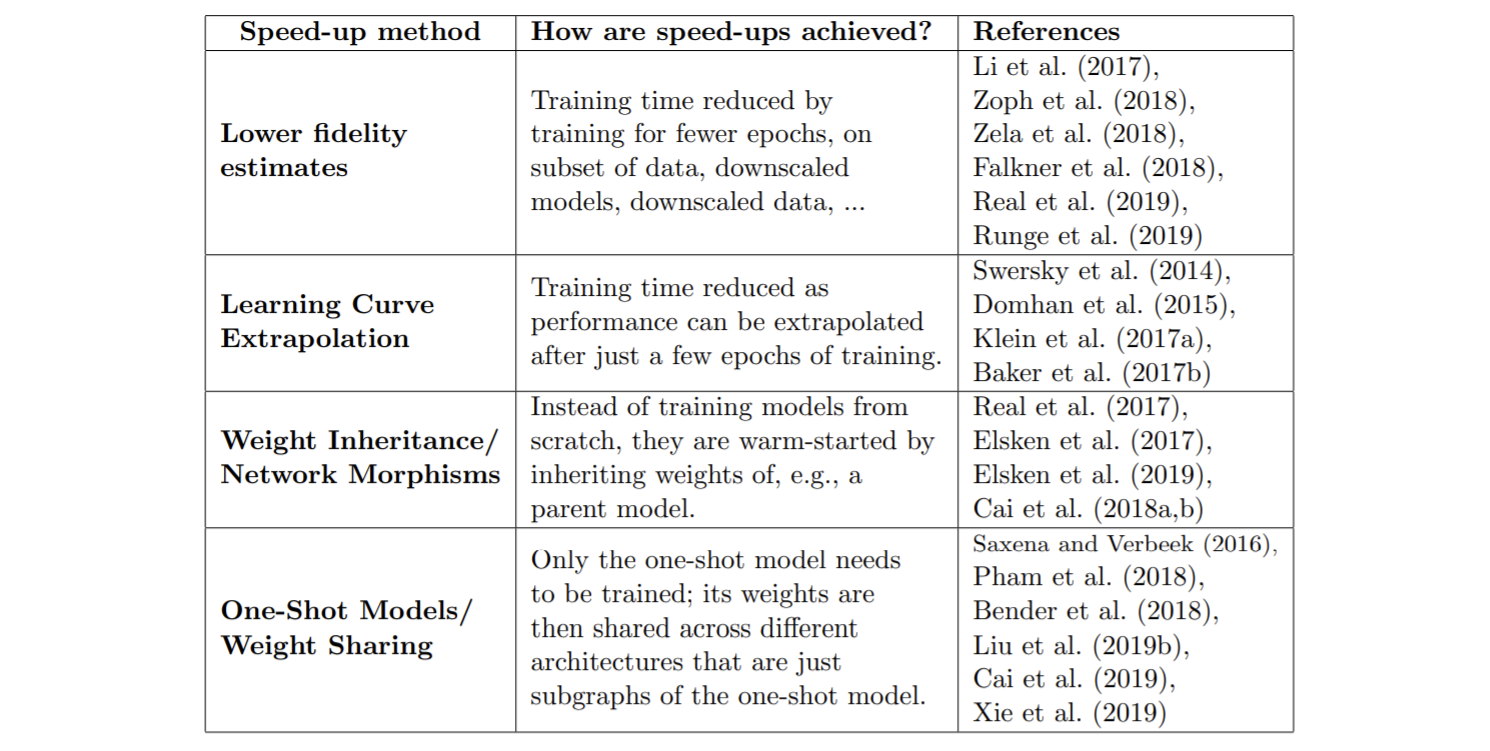 Speed-up method
How are speed-ups achieved?
References
Lower fidelity
estimates
Training time reduced by
training for fewer epochs, on
subset of data, downscaled
models, downscaled data, ...
Li et al. (2017),
Zoph et al. (2018),
Zela et al. (2018),
Falkner et al. (2018),
Real et al. (2019),
Runge et al. (2019)
Learning Curve
Extrapolation
Training time reduced as
performance can be extrapolated
after just a few epochs of training.
Swersky et al. (2014),
Domhan et al. (2015),
Klein et al. (2017a),
Baker et al. (2017b)
Weight Inheritance/
Network Morphisms
Instead of training models from
scratch, they are warm-started by
inheriting weights of, e.g., a
parent model.
Real et al. (2017),
Elsken et al. (2017),
Elsken et al. (2019),
Cai et al. (2018a,b)
One-Shot Models/
Weight Sharing
Only the one-shot model needs
to be trained; its weights are
then shared across different
architectures that are just
subgraphs of the one-shot model.
Saxena and Verbeek (2016),
Pham et al. (2018),
Bender et al. (2018),
Liu et al. (2019b),
Cai et al. (2019),
Xie et al. (2019)